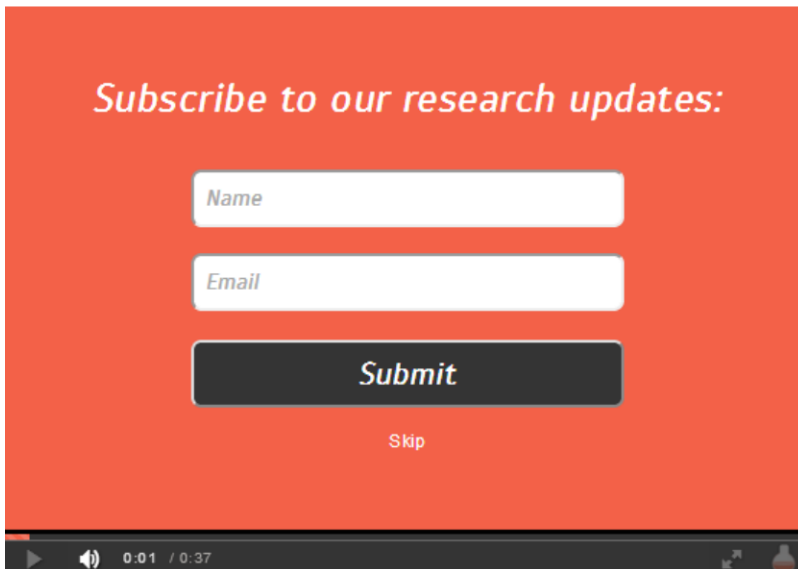 Subscribe to our research updates:
Name
Email
Submit
Skip
0:01 / 0:37